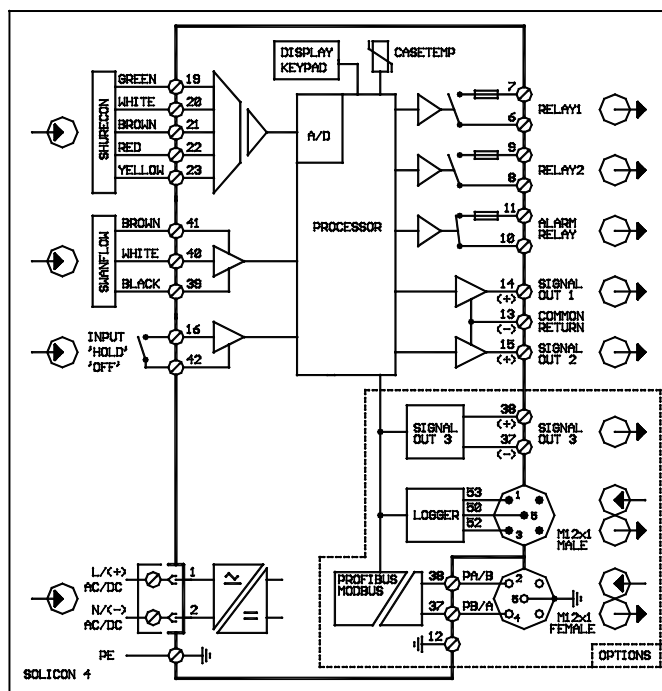 DISPLAY
KEYPAD
CASETEMP
SHURECON
GREEN 19
WHITE 20
BROWN 21
RED 22
YELLOW 23
A/D
PROCESSOR
7
6
RELAY1
9
8
RELAY2
11
10
ALARM
RELAY
SWANFLOW
BROWN 41
WHITE 40
BLACK 39
INPUT
'HOLD'
'OFF'
16
42
14
(+)
SIGNAL
OUT 1
13
(-)
COMMON
RETURN
15
(+)
SIGNAL
OUT 2
SIGNAL
OUT 3
38
(+)
37
(-)
SIGNAL
OUT 3
LOGGER
53
50
52
1
5
3
M12x1
MALE
PROFIBUS
MODBUS
38 PA/B
37 PB/A
2
5
4
M12x1
FEMALE
12
L/(+)
AC/DC
1
N/(-)
AC/DC
2
PE
SOLICON 4
OPTIONS